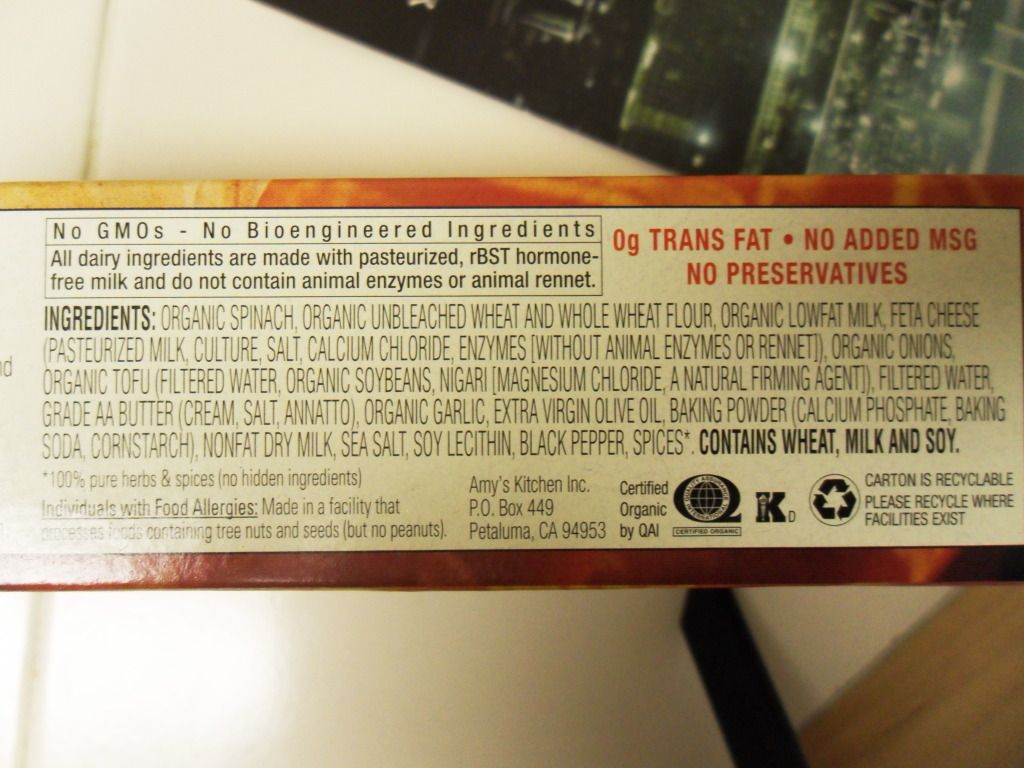 No GMOs - No Bioengineered Ingredients
All dairy ingredients are made with pasteurized, rBST hormone-
free milk and do not contain animal enzymes or animal rennet.
0g TRANS FAT • NO ADDED MSG
NO PRESERVATIVES
INGREDIENTS: ORGANIC SPINACH, ORGANIC UNBLEACHED WHEAT AND WHOLE WHEAT FLOUR, ORGANIC LOWFAT MILK, FETA CHEESE
(PASTEURIZED MILK, CULTURE, SALT, CALCIUM CHLORIDE, ENZYMES [WITHOUT ANIMAL ENZYMES OR RENNET]), ORGANIC ONIONS,
ORGANIC TOFU (FILTERED WATER, ORGANIC SOYBEANS, NIGARI [MAGNESIUM CHLORIDE, A NATURAL FIRMING AGENT]), FILTERED WATER,
GRADE AA BUTTER (CREAM, SALT, ANNATTO), ORGANIC GARLIC, EXTRA VIRGIN OLIVE OIL, BAKING POWDER (CALCIUM PHOSPHATE, BAKING
SODA, CORNSTARCH), NONFAT DRY MILK, SEA SALT, SOY LECITHIN, BLACK PEPPER, SPICES*. CONTAINS WHEAT, MILK AND SOY.
*100% pure herbs & spices (no hidden ingredients)
Individuals with Food Allergies: Made in a facility that
processes foods containing tree nuts and seeds (but no peanuts).
Amy's Kitchen Inc.
P.O. Box 449
Petaluma, CA 94953
Certified
Organic
by QAI
QUALITY ASSURANCE
INTERNATIONAL
CERTIFIED ORGANIC
K D
CARTON IS RECYCLABLE
PLEASE RECYCLE WHERE
FACILITIES EXIST